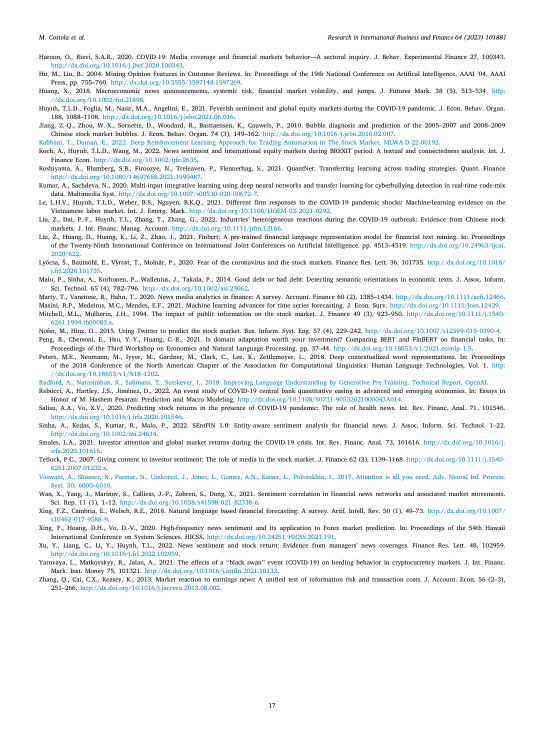 M. Costola et al.
Research in International Business and Finance 64 (2023) 101881
Haroon, O., Rizvi, S.A.R., 2020. COVID-19: Media coverage and financial markets behavior—A sectoral inquiry. J. Behav. Experimental Finance 27, 100343.
http://dx.doi.org/10.1016/j.jbef.2020.100343.
Hu, M., Liu, B., 2004. Mining Opinion Features in Customer Reviews. In: Proceedings of the 19th National Conference on Artifical Intelligence. AAAI '04, AAAI
Press, pp. 755–760. http://dx.doi.org/10.5555/1597148.1597269.
Huang, X., 2018. Macroeconomic news announcements, systemic risk, financial market volatility, and jumps. J. Futures Mark. 38 (5), 513–534. http:
//dx.doi.org/10.1002/fut.21898.
Huynh, T.L.D., Foglia, M., Nasir, M.A., Angelini, E., 2021. Feverish sentiment and global equity markets during the COVID-19 pandemic. J. Econ. Behav. Organ.
188, 1088–1108. http://dx.doi.org/10.1016/j.jebo.2021.06.016.
Jiang, Z.-Q., Zhou, W.-X., Sornette, D., Woodard, R., Bastiaensen, K., Cauwels, P., 2010. Bubble diagnosis and prediction of the 2005–2007 and 2008–2009
Chinese stock market bubbles. J. Econ. Behav. Organ. 74 (3), 149–162. http://dx.doi.org/10.1016/j.jebo.2010.02.007.
Kabbani, T., Duman, E., 2022. Deep Reinforcement Learning Approach for Trading Automation in The Stock Market. MLWA-D-22-00192.
Koch, A., Huynh, T.L.D., Wang, M., 2022. News sentiment and international equity markets during BREXIT period: A textual and connectedness analysis. Int. J.
Finance Econ. http://dx.doi.org/10.1002/ijfe.2635.
Koshiyama, A., Blumberg, S.B., Firoozye, N., Treleaven, P., Flennerhag, S., 2021. QuantNet: Transferring learning across trading strategies. Quant. Finance
http://dx.doi.org/10.1080/14697688.2021.1999487.
Kumar, A., Sachdeva, N., 2020. Multi-input integrative learning using deep neural networks and transfer learning for cyberbullying detection in real-time code-mix
data. Multimedia Syst. http://dx.doi.org/10.1007/s00530-020-00672-7.
Le, L.H.V., Huynh, T.L.D., Weber, B.S., Nguyen, B.K.Q., 2021. Different firm responses to the COVID-19 pandemic shocks: Machine-learning evidence on the
Vietnamese labor market. Int. J. Emerg. Mark. http://dx.doi.org/10.1108/IJOEM-02-2021-0292.
Liu, Z., Dai, P.-F., Huynh, T.L., Zhang, T., Zhang, G., 2022. Industries' heterogeneous reactions during the COVID-19 outbreak: Evidence from Chinese stock
markets. J. Int. Financ. Manag. Account. http://dx.doi.org/10.1111/jifm.12166.
Liu, Z., Huang, D., Huang, K., Li, Z., Zhao, J., 2021. Finbert: A pre-trained financial language representation model for financial text mining. In: Proceedings
of the Twenty-Ninth International Conference on International Joint Conferences on Artificial Intelligence. pp. 4513–4519. http://dx.doi.org/10.24963/ijcai.
2020/622.
Lyócsa, Š., Baumöhl, E., Výrost, T., Molnár, P., 2020. Fear of the coronavirus and the stock markets. Finance Res. Lett. 36, 101735. http://dx.doi.org/10.1016/
j.frl.2020.101735.
Malo, P., Sinha, A., Korhonen, P., Wallenius, J., Takala, P., 2014. Good debt or bad debt: Detecting semantic orientations in economic texts. J. Assoc. Inform.
Sci. Technol. 65 (4), 782–796. http://dx.doi.org/10.1002/asi.23062.
Marty, T., Vanstone, B., Hahn, T., 2020. News media analytics in finance: A survey. Account. Finance 60 (2), 1385–1434. http://dx.doi.org/10.1111/acfi.12466.
Masini, R.P., Medeiros, M.C., Mendes, E.F., 2021. Machine learning advances for time series forecasting. J. Econ. Surv. http://dx.doi.org/10.1111/joes.12429.
Mitchell, M.L., Mulherin, J.H., 1994. The impact of public information on the stock market. J. Finance 49 (3), 923–950. http://dx.doi.org/10.1111/j.1540-
6261.1994.tb00083.x.
Nofer, M., Hinz, O., 2015. Using Twitter to predict the stock market. Bus. Inform. Syst. Eng. 57 (4), 229–242. http://dx.doi.org/10.1007/s12599-015-0390-4.
Peng, B., Chersoni, E., Hsu, Y.-Y., Huang, C.-R., 2021. Is domain adaptation worth your investment? Comparing BERT and FinBERT on financial tasks. In:
Proceedings of the Third Workshop on Economics and Natural Language Processing. pp. 37–44. http://dx.doi.org/10.18653/v1/2021.econlp-1.5.
Peters, M.E., Neumann, M., Iyyer, M., Gardner, M., Clark, C., Lee, K., Zettlemoyer, L., 2018. Deep contextualized word representations. In: Proceedings
of the 2018 Conference of the North American Chapter of the Association for Computational Linguistics: Human Language Technologies, Vol. 1. http:
//dx.doi.org/10.18653/v1/N18-1202.
Radford, A., Narasimhan, K., Salimans, T., Sutskever, I., 2018. Improving Language Understanding by Generative Pre-Training. Technical Report, OpenAI.
Rebucci, A., Hartley, J.S., Jiménez, D., 2022. An event study of COVID-19 central bank quantitative easing in advanced and emerging economies. In: Essays in
Honor of M. Hashem Pesaran: Prediction and Macro Modeling. http://dx.doi.org/10.1108/S0731-90532021000043A014.
Salisu, A.A., Vo, X.V., 2020. Predicting stock returns in the presence of COVID-19 pandemic: The role of health news. Int. Rev. Financ. Anal. 71, 101546.
http://dx.doi.org/10.1016/j.irfa.2020.101546.
Sinha, A., Kedas, S., Kumar, R., Malo, P., 2022. SEntFiN 1.0: Entity-aware sentiment analysis for financial news. J. Assoc. Inform. Sci. Technol. 1–22.
http://dx.doi.org/10.1002/asi.24634.
Smales, L.A., 2021. Investor attention and global market returns during the COVID-19 crisis. Int. Rev. Financ. Anal. 73, 101616. http://dx.doi.org/10.1016/j.
irfa.2020.101616.
Tetlock, P.C., 2007. Giving content to investor sentiment: The role of media in the stock market. J. Finance 62 (3), 1139–1168. http://dx.doi.org/10.1111/j.1540-
6261.2007.01232.x.
Vaswani, A., Shazeer, N., Parmar, N., Uszkoreit, J., Jones, L., Gomez, A.N., Kaiser, L., Polosukhin, I., 2017. Attention is all you need. Adv. Neural Inf. Process.
Syst. 30, 6000–6010.
Wan, X., Yang, J., Marinov, S., Calliess, J.-P., Zohren, S., Dong, X., 2021. Sentiment correlation in financial news networks and associated market movements.
Sci. Rep. 11 (1), 1–12. http://dx.doi.org/10.1038/s41598-021-82338-6.
Xing, F.Z., Cambria, E., Welsch, R.E., 2018. Natural language based financial forecasting: A survey. Artif. Intell. Rev. 50 (1), 49–73. http://dx.doi.org/10.1007/
s10462-017-9588-9.
Xing, F., Hoang, D.H., Vo, D.-V., 2020. High-frequency news sentiment and its application to Forex market prediction. In: Proceedings of the 54th Hawaii
International Conference on System Sciences. HICSS, http://dx.doi.org/10.24251/HICSS.2021.191.
Xu, Y., Liang, C., Li, Y., Huynh, T.L., 2022. News sentiment and stock return: Evidence from managers' news coverages. Finance Res. Lett. 48, 102959.
http://dx.doi.org/10.1016/j.frl.2022.102959.
Yarovaya, L., Matkovskyy, R., Jalan, A., 2021. The effects of a "black swan" event (COVID-19) on herding behavior in cryptocurrency markets. J. Int. Financ.
Mark. Inst. Money 75, 101321. http://dx.doi.org/10.1016/j.intfin.2021.10132.
Zhang, Q., Cai, C.X., Keasey, K., 2013. Market reaction to earnings news: A unified test of information risk and transaction costs. J. Account. Econ. 56 (2–3),
251–266. http://dx.doi.org/10.1016/j.jacceco.2013.08.002.
17